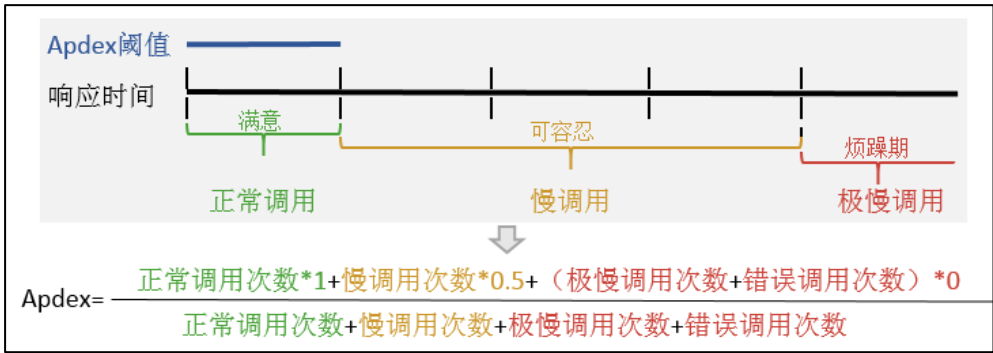 Apdex阈值
响应时间
满意
可容忍
烦躁期
正常调用
慢调用
极慢调用
正常调用次数*1+慢调用次数*0.5+（极慢调用次数+错误调用次数）*0
Apdex=
正常调用次数+慢调用次数+极慢调用次数+错误调用次数